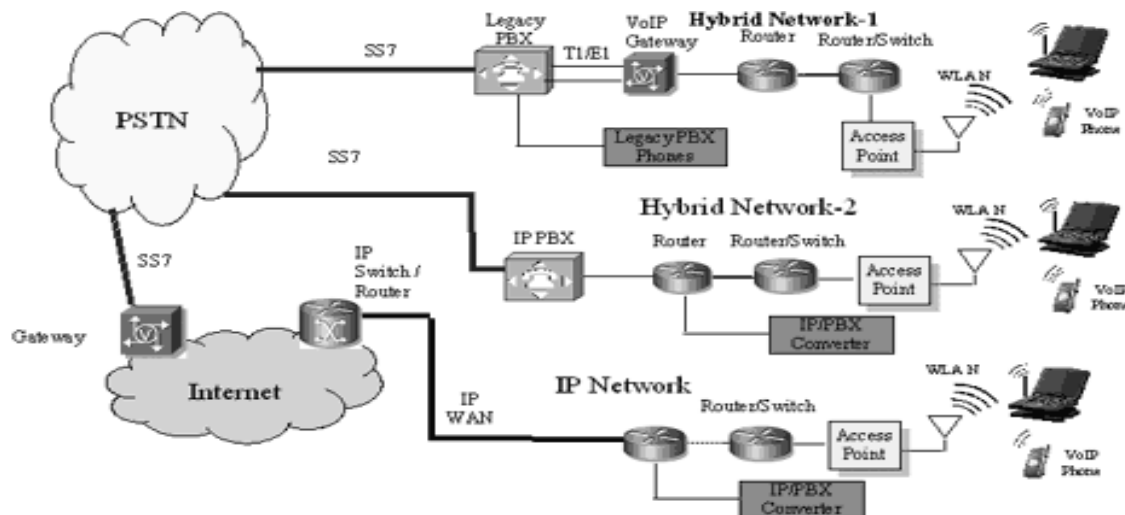 Hybrid Network-1
Legacy
PBX
VoIP
Gateway
Router
Router/Switch
SS7
T1/E1
WLAN
PSTN
Legacy PBX
Phones
Access
Point
VoIP
Phone
SS7
Hybrid Network-2
WLAN
IP PBX
Router
Router/Switch
Access
Point
VoIP
Phone
SS7
IP
Switch /
Router
IP/PBX
Converter
Gateway
Internet
IP Network
WLAN
IP
WAN
Router/Switch
Access
Point
VoIP
Phone
IP/PBX
Converter